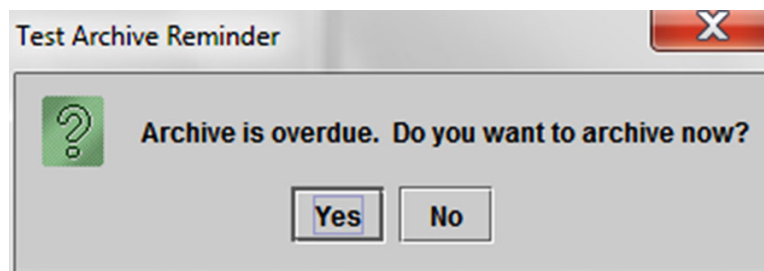 Test Archive Reminder
Archive is overdue. Do you want to archive now?
Yes No